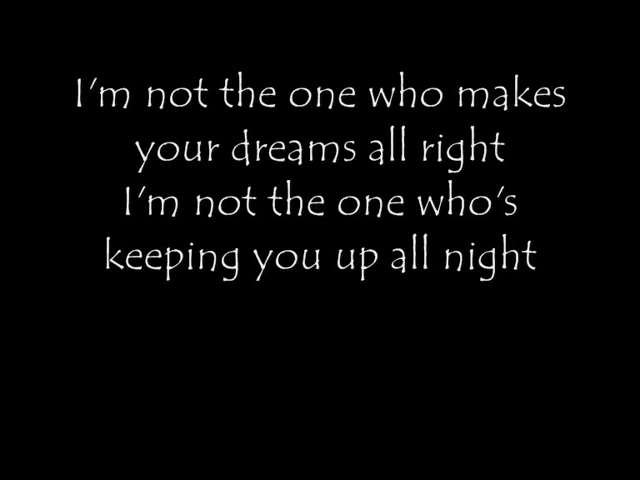 I'm not the one who makes
your dreams all right
I'm not the one who's
keeping you up all night